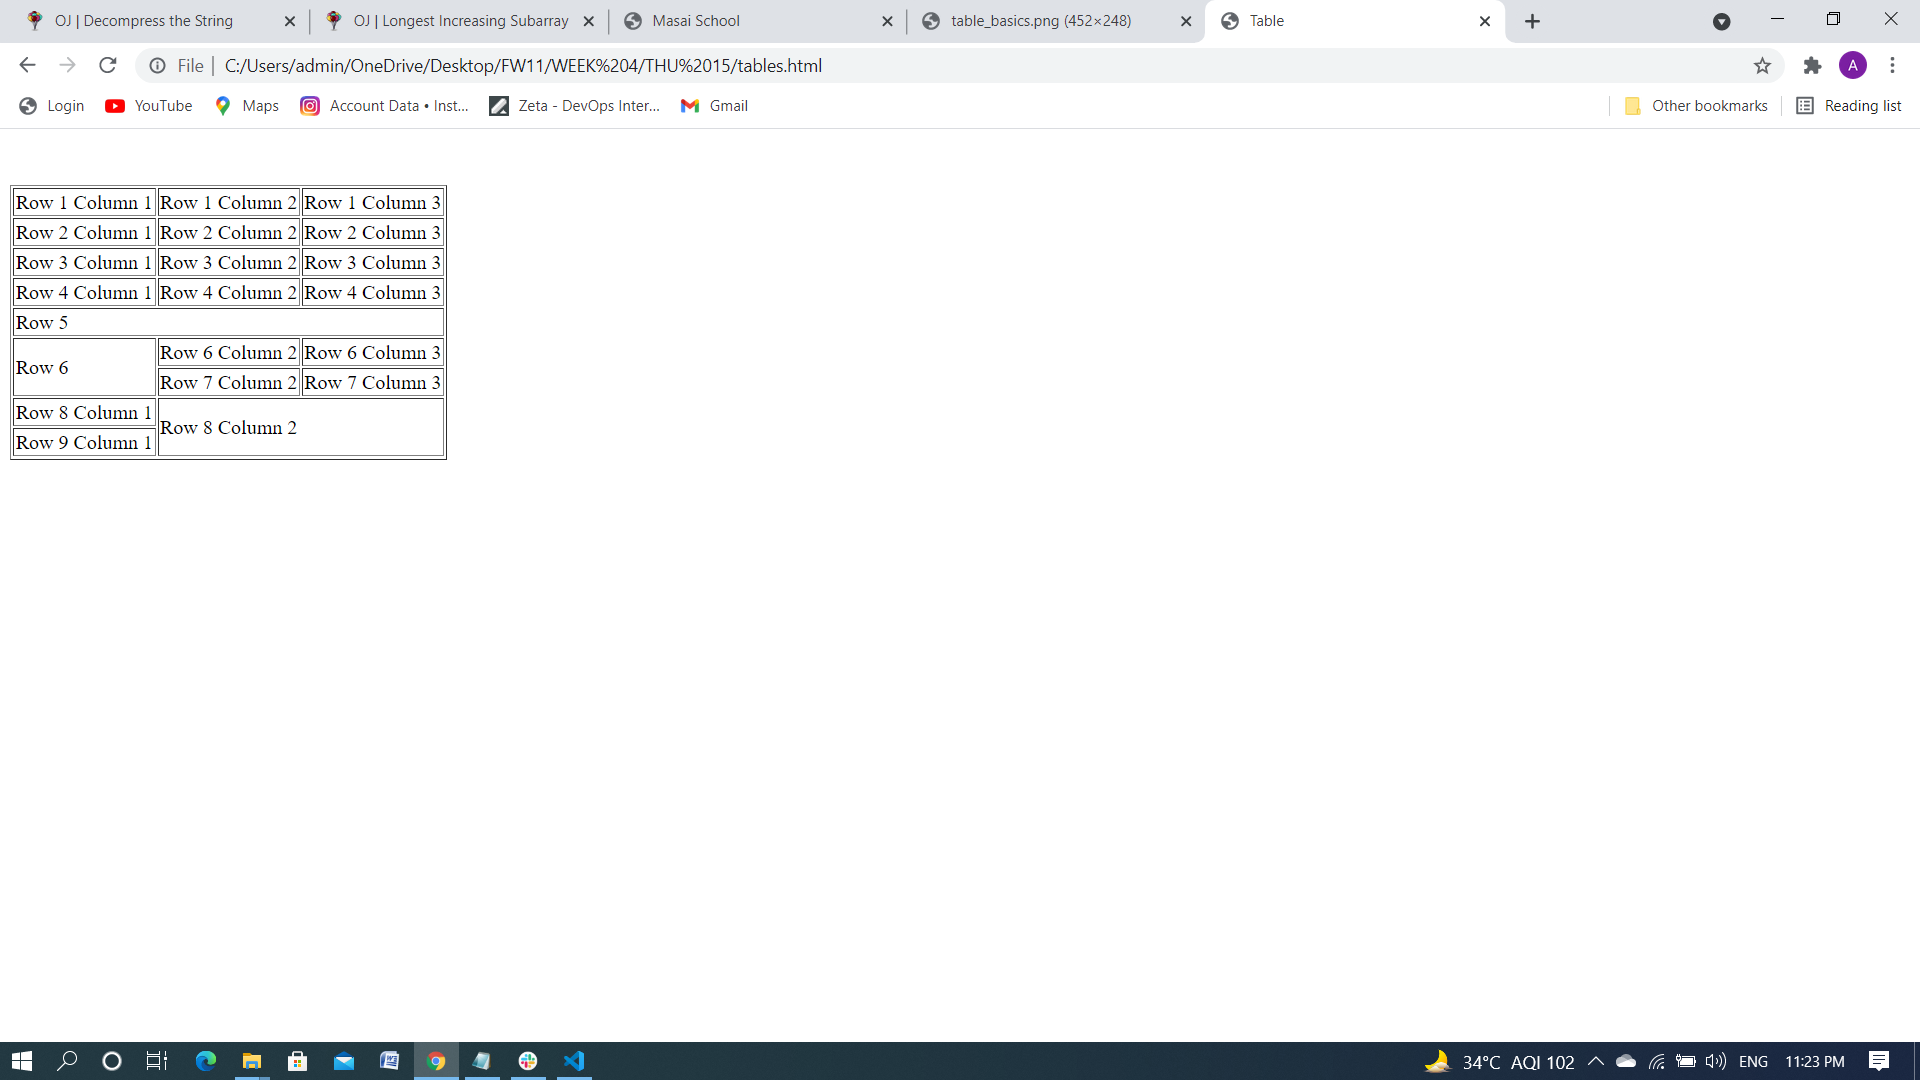 OJ | Decompress the String
OJ | Longest Increasing Subarray
Masai School
table_basics.png (452×248)
Table
File | C:/Users/admin/OneDrive/Desktop/FW11/WEEK%204/THU%2015/tables.html
A
Login
YouTube
Maps
Account Data • Inst...
Zeta - DevOps Inter...
Gmail
Other bookmarks
Reading list
Row 1 Column 1 Row 1 Column 2 Row 1 Column 3
Row 2 Column 1 Row 2 Column 2 Row 2 Column 3
Row 3 Column 1 Row 3 Column 2 Row 3 Column 3
Row 4 Column 1 Row 4 Column 2 Row 4 Column 3
Row 5
Row 6
Row 6 Column 2 Row 6 Column 3
Row 7 Column 2 Row 7 Column 3
Row 8 Column 1
Row 8 Column 2
Row 9 Column 1
34°C AQI 102
ENG
11:23 PM